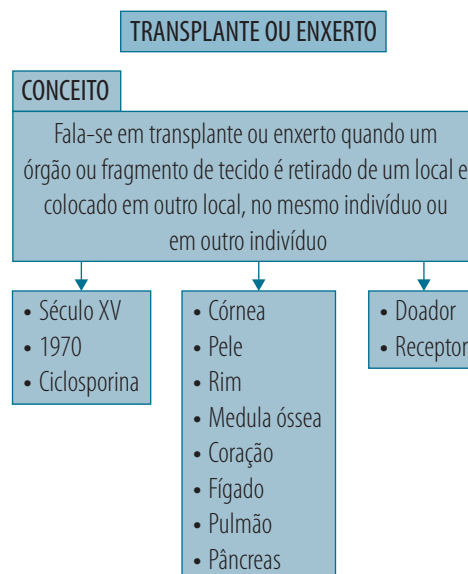 TRANSPLANTE OU ENXERTO
CONCEITO
Fala-se em transplante ou enxerto quando um
órgão ou fragmento de tecido é retirado de um local e
colocado em outro local, no mesmo indivíduo ou
em outro indivíduo
• Século XV
• 1970
• Ciclosporina
• Córnea
• Pele
• Rim
• Medula óssea
• Coração
• Fígado
• Pulmão
• Pâncreas
• Doador
• Receptor